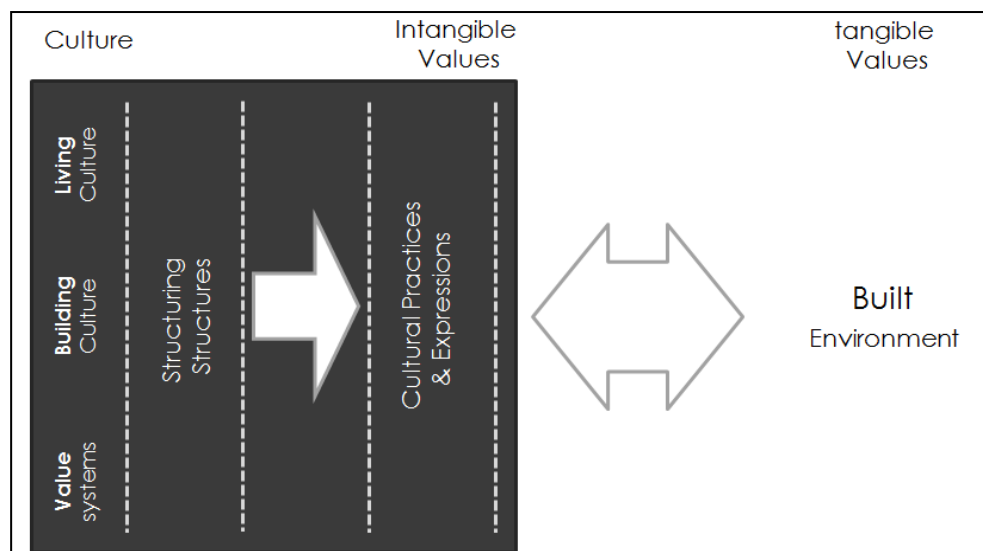 Culture
Intangible
Values
tangible
Values
Living
Culture
Building
Culture
Value
systems
Structuring
Structures
Cultural Practices
& Expressions
Built
Environment